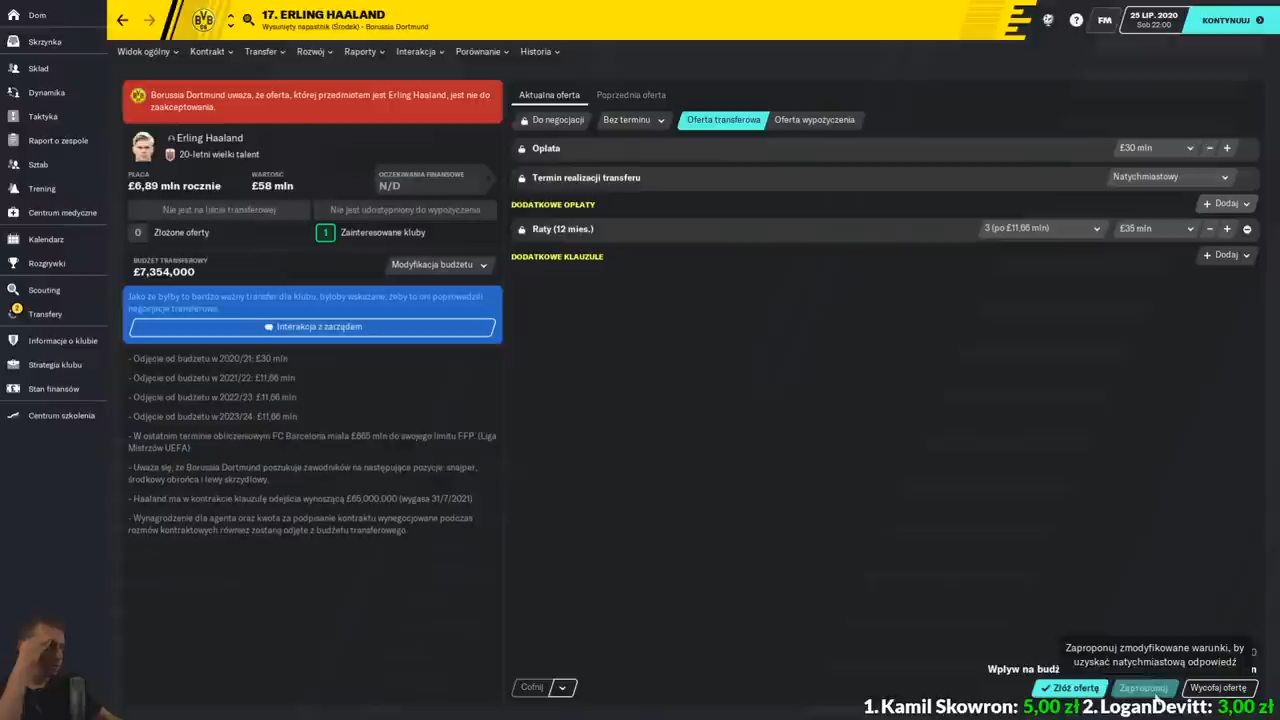 Dom
Skrzynka
Skład
Dynamika
Taktyka
Raport o zespole
Sztab
Trening
Centrum medyczne
Kalendarz
Rozgrywki
Scouting
Transfery
2
Informacje o klubie
Strategia klubu
Stan finansów
Centrum szkolenia
BVB
09
17. ERLING HAALAND
Wysunięty napastnik (Środek) - Borussia Dortmund
?
FM
25 LIP. 2020
Sob 22:00
KONTYNUUJ
Widok ogólny
Kontrakt
Transfer
Rozwój
Raporty
Interakcja
Porównanie
Historia
Borussia Dortmund uważa, że oferta, której przedmiotem jest Erling Haaland, jest nie do
zaakceptowania.
Erling Haaland
20-letni wielki talent
PŁACA
£6,89 mln rocznie
WARTOŚĆ
£58 mln
OCZEKIWANIA FINANSOWE
N/D
Nie jest na liście transferowej
Nie jest udostępniony do wypożyczenia
0 Złożone oferty
1 Zainteresowane kluby
BUDŻET TRANSFEROWY
£7,354,000
Modyfikacja budżetu
Jako że byłby to bardzo ważny transfer dla klubu, byłoby wskazane, żeby to oni poprowadzili
negocjacje transferowe.
Interakcja z zarządem
- Odjęcie od budżetu w 2020/21: £30 mln
- Odjęcie od budżetu w 2021/22: £11,66 mln
- Odjęcie od budżetu w 2022/23: £11,66 mln
- Odjęcie od budżetu w 2023/24: £11,66 mln
- W ostatnim terminie obliczeniowym FC Barcelona miała £665 mln do swojego limitu FFP. (Liga
Mistrzów UEFA)
- Uważa się, że Borussia Dortmund poszukuje zawodników na następujące pozycje: snajper,
środkowy obrońca i lewy skrzydłowy.
- Haaland ma w kontrakcie klauzulę odejścia wynoszącą £65,000,000 (wygasa 31/7/2021)
- Wynagrodzenie dla agenta oraz kwota za podpisanie kontraktu wynegocjowane podczas
rozmów kontraktowych również zostaną odjęte z budżetu transferowego.
Aktualna oferta
Poprzednia oferta
Do negocjacji
Bez terminu
Oferta transferowa
Oferta wypożyczenia
Opłata
£30 mln
Termin realizacji transferu
Natychmiastowy
DODATKOWE OPŁATY
+ Dodaj
Raty (12 mies.)
3 (po £11,66 mln)
£35 mln
DODATKOWE KLAUZULE
+ Dodaj
Zaproponuj zmodyfikowane warunki, by
uzyskać natychmiastową odpowiedź
Wpływ na budż
Cofnij
Złóż ofertę
Zaproponuj
Wycofaj ofertę
1. Kamil Skowron: 5,00 zł 2. LoganDevitt: 3,00 zł